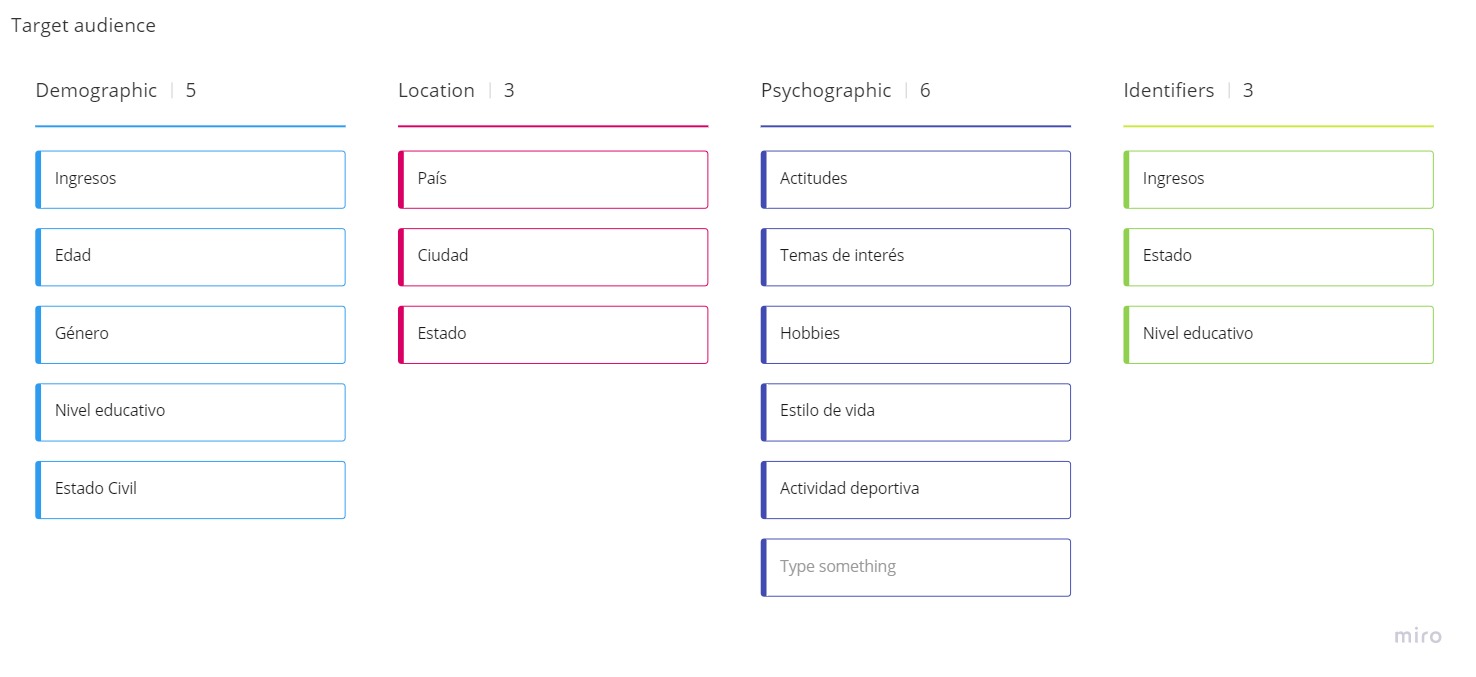 Target audience
Demographic | 5
Ingresos
Edad
Género
Nivel educativo
Estado Civil
Location | 3
País
Ciudad
Estado
Psychographic | 6
Actitudes
Temas de interés
Hobbies
Estilo de vida
Actividad deportiva
Type something
Identifiers | 3
Ingresos
Estado
Nivel educativo
miro